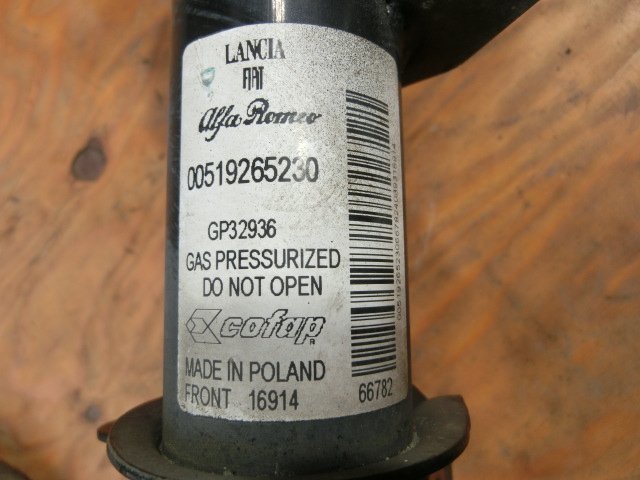 LANCIA
FIAT
Alfa Romeo
00519265230
GP32936
GAS PRESSURIZED
DO NOT OPEN
cofap
MADE IN POLAND
FRONT 16914
66782